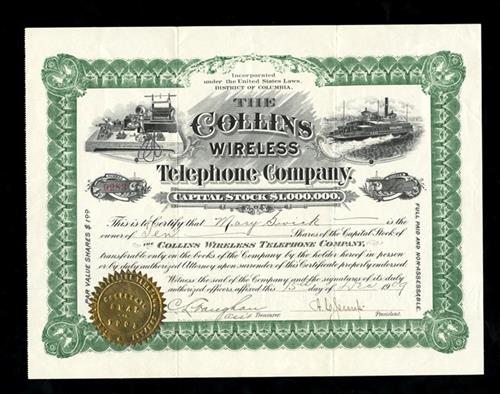 Incorporated
under the United States Laws,
DISTRICT OF COLUMBIA.
THE
COLLINS
WIRELESS
Telephone Company.
CAPITAL STOCK $1,000,000.
This is to Certify that Mary is the
owner of Ten Shares of the Capital Stock of
THE COLLINS WIRELESS TELEPHONE COMPANY,
transferable only on the books of the Company by the holder hereof in person
or by duly authorized Attorney upon surrender of this Certificate properly endorsed.
Witness the seal of the Company and the signatures of its duly
authorized officers, affixed this 15 day of 1909
Treasurer. President.
PAR VALUE SHARES $1.00
FULL PAID AND NON-ASSESSABLE.